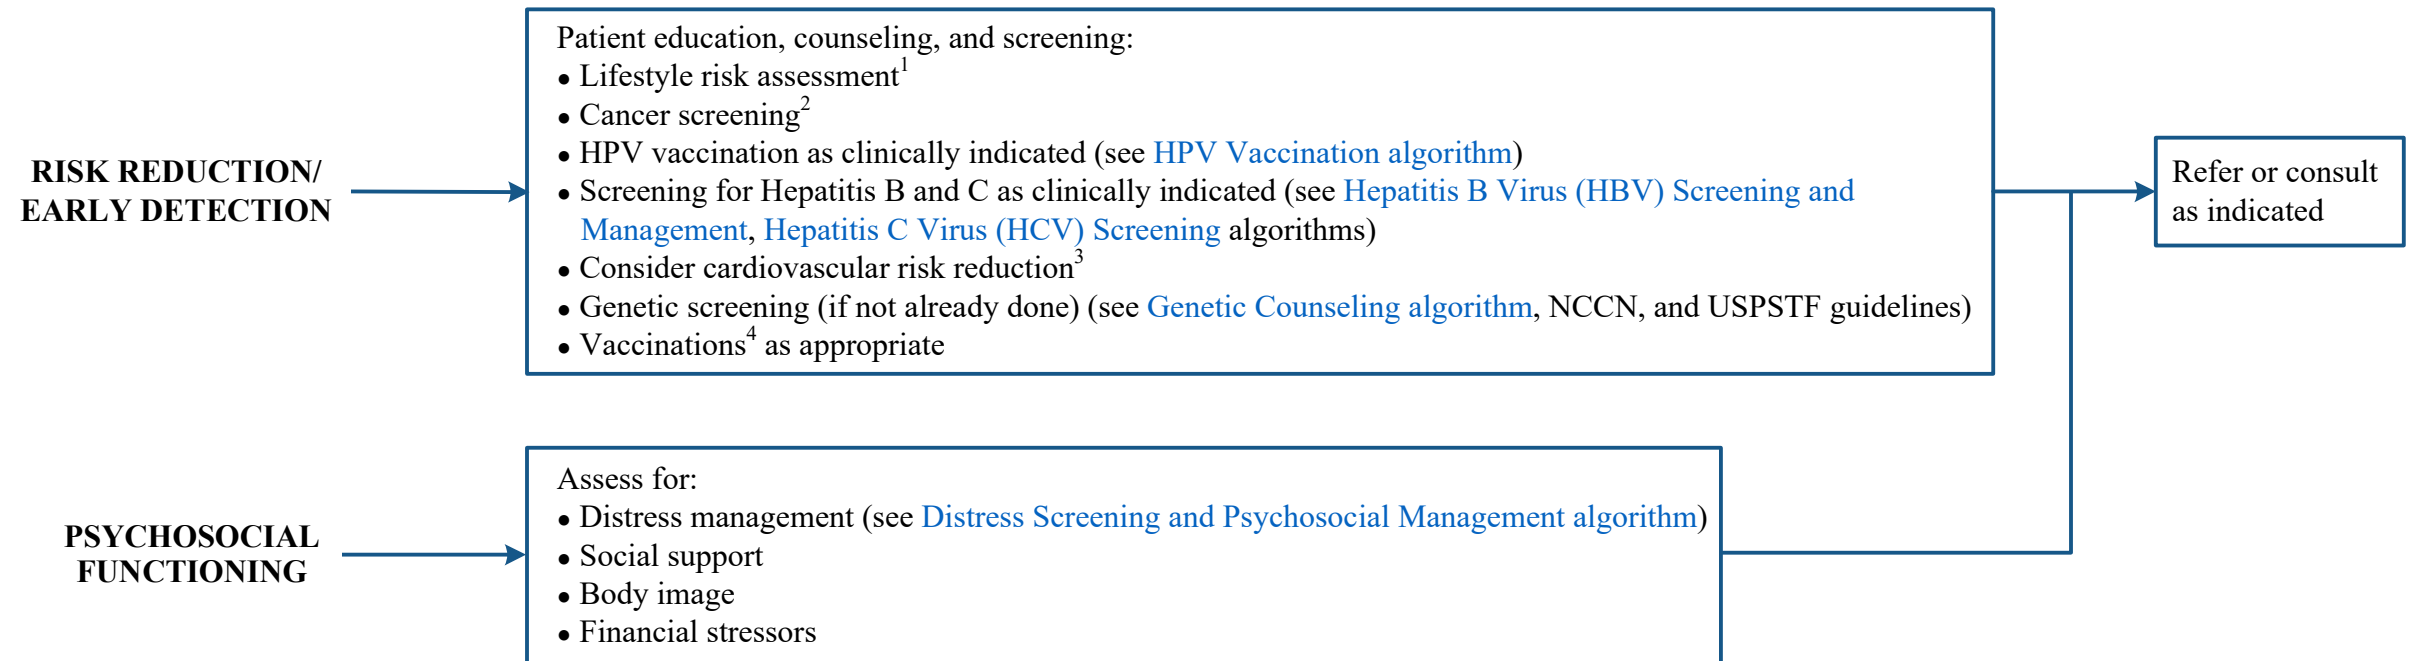 Patient education, counseling, and screening:
● Lifestyle risk assessment1
● Cancer screening2
● HPV vaccination as clinically indicated (see HPV Vaccination algorithm)
● Screening for Hepatitis B and C as clinically indicated (see Hepatitis B Virus (HBV) Screening and
Management, Hepatitis C Virus (HCV) Screening algorithms)
● Consider cardiovascular risk reduction3
● Genetic screening (if not already done) (see Genetic Counseling algorithm, NCCN, and USPSTF guidelines)
● Vaccinations4 as appropriate
RISK REDUCTION/
EARLY DETECTION
Refer or consult
as indicated
Assess for:
● Distress management (see Distress Screening and Psychosocial Management algorithm)
● Social support
● Body image
● Financial stressors
PSYCHOSOCIAL
FUNCTIONING